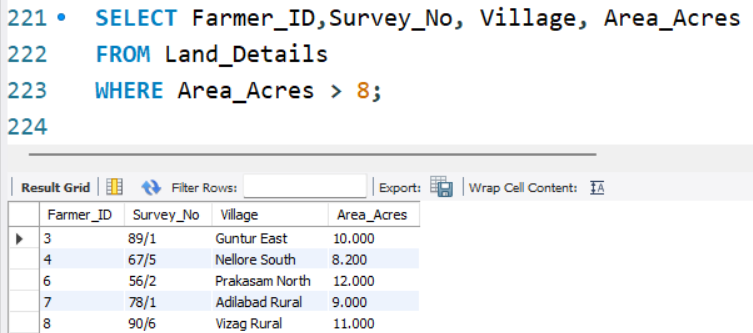 221 SELECT Farmer_ID,Survey_No, Village, Area_Acres
222 FROM Land_Details
223 WHERE Area_Acres > 8;
224
Result Grid Filter Rows: Export: Wrap Cell Content: IA
Farmer_ID Survey_No Village Area_Acres
3 89/1 Guntur East 10.000
4 67/5 Nellore South 8.200
6 56/2 Prakasam North 12.000
7 78/1 Adilabad Rural 9.000
8 90/6 Vizag Rural 11.000